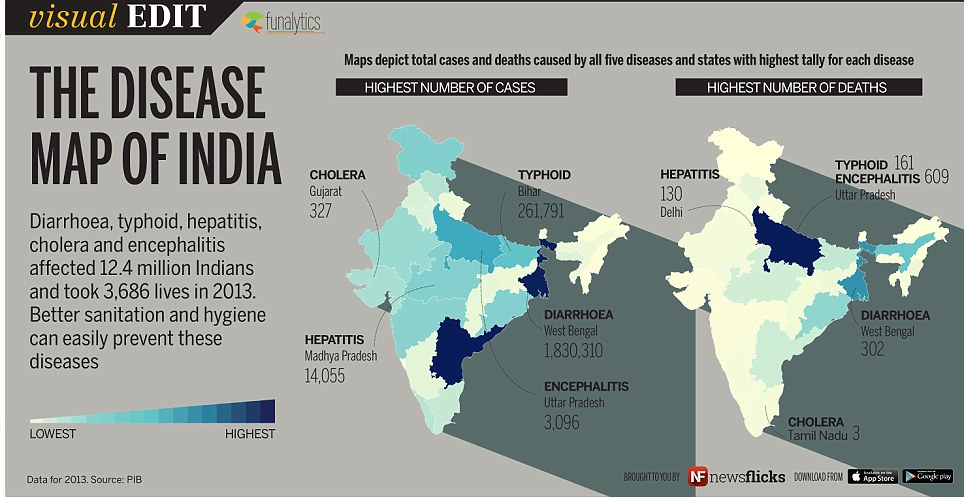 visual EDIT
funalytics
THE DISEASE
MAP OF INDIA
Diarrhoea, typhoid, hepatitis,
cholera and encephalitis
affected 12.4 million Indians
and took 3,686 lives in 2013.
Better sanitation and hygiene
can easily prevent these
diseases
LOWEST
HIGHEST
Data for 2013. Source: PIB
Maps depict total cases and deaths caused by all five diseases and states with highest tally for each disease
HIGHEST NUMBER OF CASES
CHOLERA
Gujarat
327
TYPHOID
Bihar
261,791
HEPATITIS
Madhya Pradesh
14,055
DIARRHOEA
West Bengal
1,830,310
ENCEPHALITIS
Uttar Pradesh
3,096
HIGHEST NUMBER OF DEATHS
HEPATITIS
130
Delhi
TYPHOID 161
ENCEPHALITIS 609
Uttar Pradesh
DIARRHOEA
West Bengal
302
CHOLERA
Tamil Nadu 3
BROUGHT TO YOU BY NF newsflicks DOWNLOAD FROM
App Store
Google play